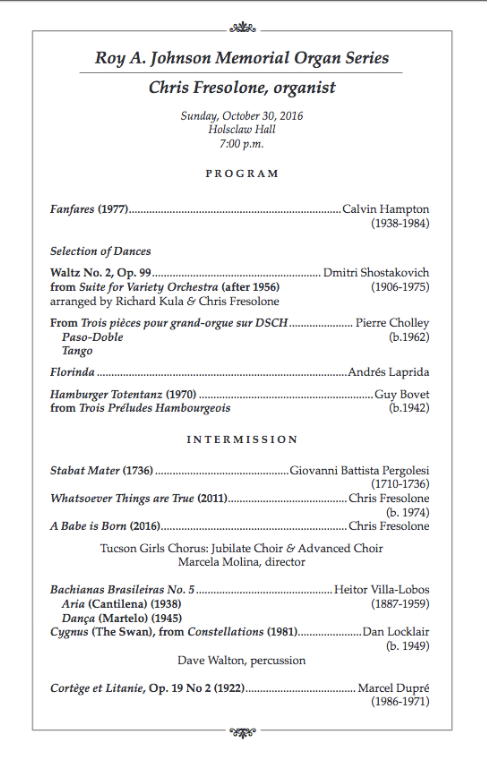 Roy A. Johnson Memorial Organ Series
Chris Fresolone, organist
Sunday, October 30, 2016
Holsclaw Hall
7:00 p.m.
PROGRAM
Fanfares (1977)..........................................................................Calvin Hampton
(1938-1984)
Selection of Dances
Waltz No. 2, Op. 99.......................................................... Dmitri Shostakovich
from Suite for Variety Orchestra (after 1956) (1906-1975)
arranged by Richard Kula & Chris Fresolone
From Trois pièces pour grand-orgue sur DSCH...................... Pierre Cholley
Paso-Doble (b.1962)
Tango
Florinda ......................................................................................Andrés Laprida
Hamburger Totentanz (1970) ............................................................Guy Bovet
from Trois Préludes Hambourgeois (b.1942)
INTERMISSION
Stabat Mater (1736) ..............................................Giovanni Battista Pergolesi
(1710-1736)
Whatsoever Things are True (2011)......................................... Chris Fresolone
(b. 1974)
A Babe is Born (2016)................................................................ Chris Fresolone
Tucson Girls Chorus: Jubilate Choir & Advanced Choir
Marcela Molina, director
Bachianas Brasileiras No. 5............................................... Heitor Villa-Lobos
Aria (Cantilena) (1938) (1887-1959)
Dança (Martelo) (1945)
Cygnus (The Swan), from Constellations (1981)......................Dan Locklair
(b. 1949)
Dave Walton, percussion
Cortège et Litanie, Op. 19 No 2 (1922)...................................... Marcel Dupré
(1986-1971)